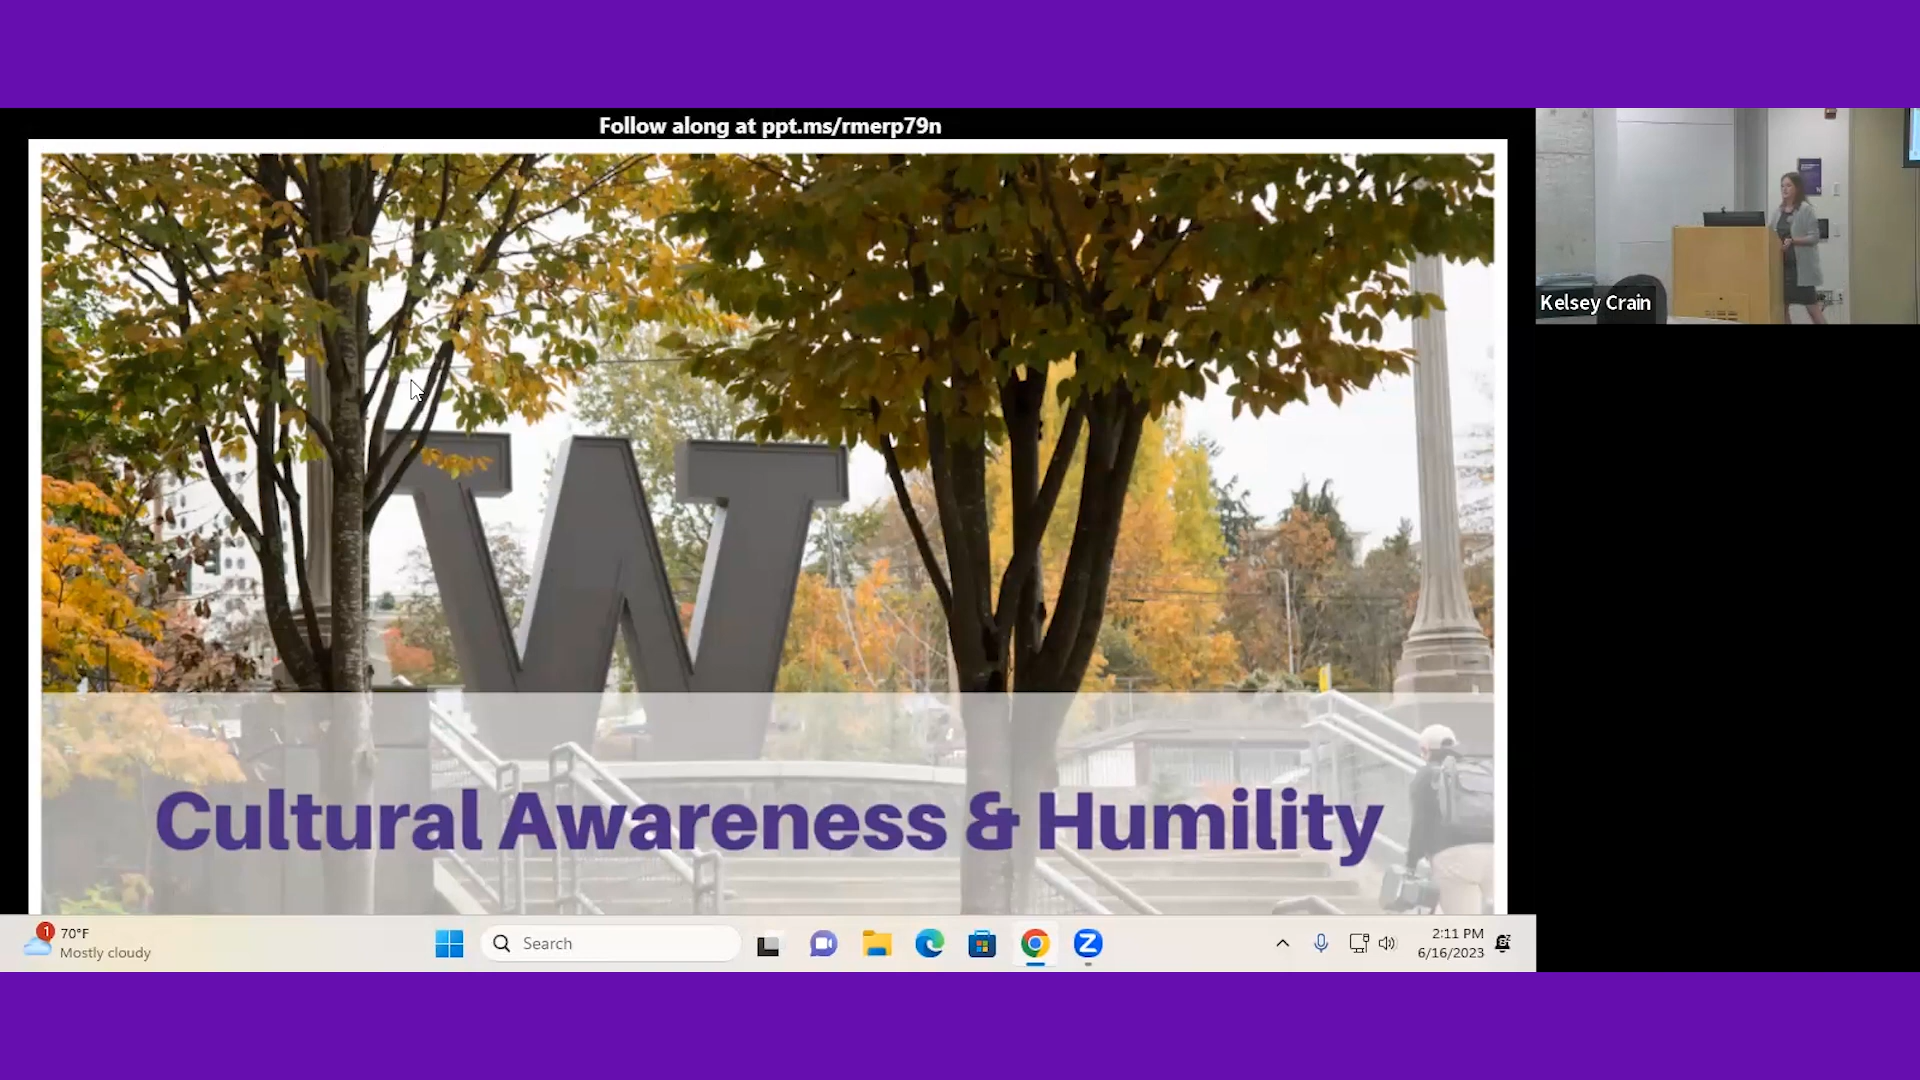 Follow along at ppt.ms/rmerp79n
Kelsey Crain
W
Cultural Awareness & Humility
1
70°F
Mostly cloudy
Search
2:11 PM
6/16/2023